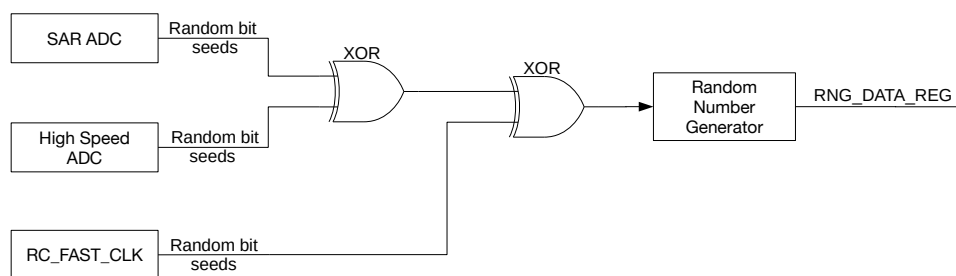 SAR ADC
Random bit
seeds
XOR
XOR
Random
Number
Generator
RNG_DATA_REG
High Speed
ADC
Random bit
seeds
RC_FAST_CLK
Random bit
seeds